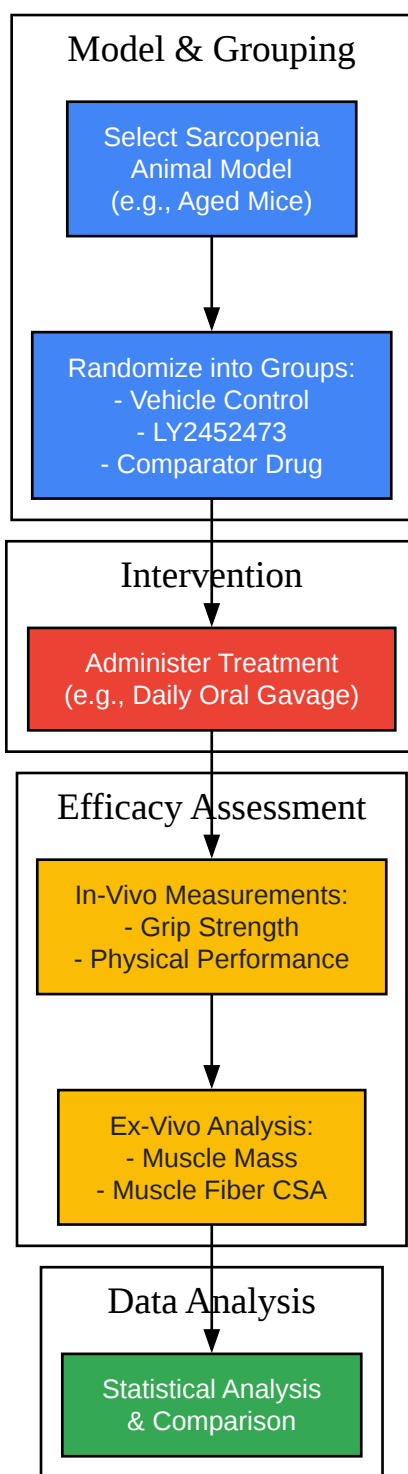 Model & Grouping
Select Sarcopenia
Animal Model
(e.g., Aged Mice)
Randomize into Groups:
- Vehicle Control
- LY2452473
- Comparator Drug
Intervention
Administer Treatment
(e.g., Daily Oral Gavage)
Efficacy Assessment
In-Vivo Measurements:
- Grip Strength
- Physical Performance
Ex-Vivo Analysis:
- Muscle Mass
- Muscle Fiber CSA
Data Analysis
Statistical Analysis
& Comparison